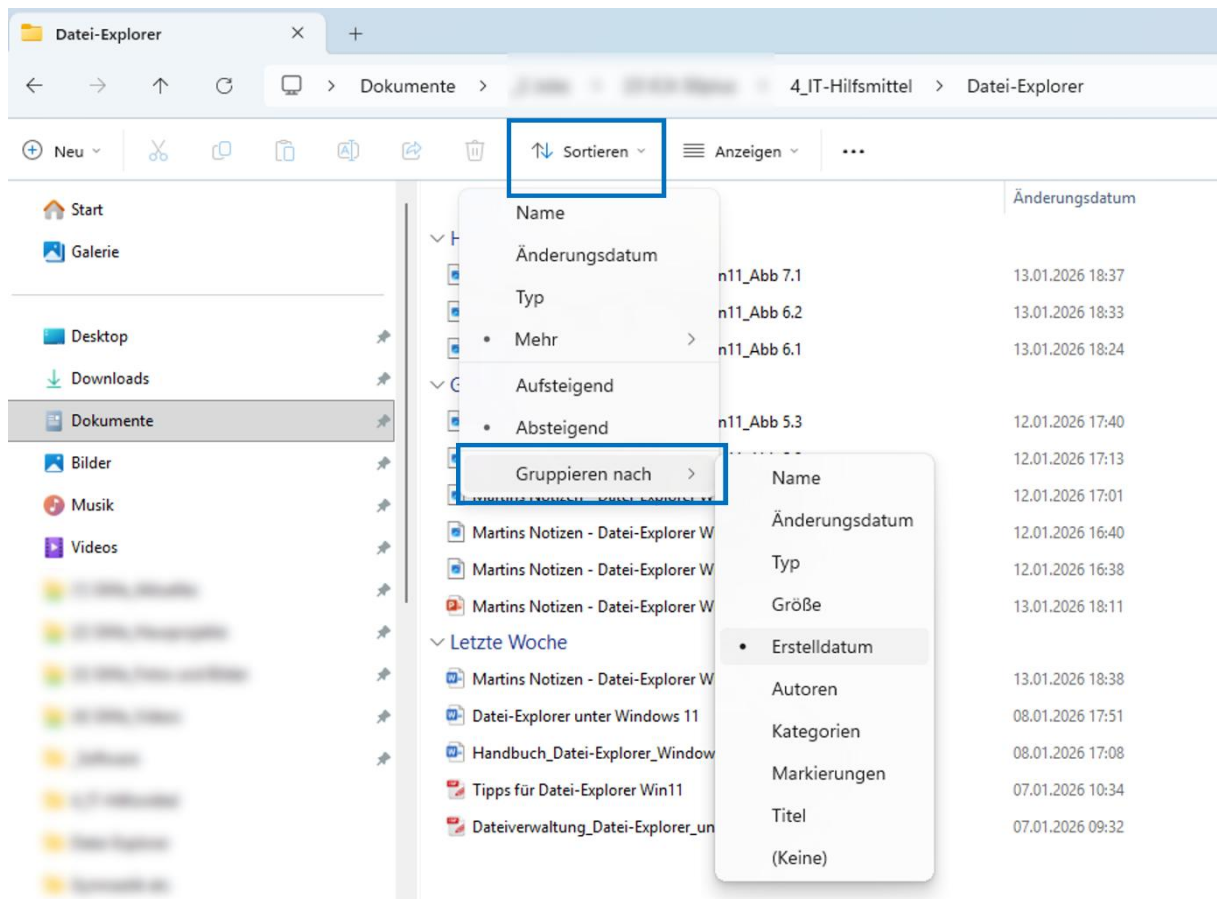 Datei-Explorer
Dokumente > 4_IT-Hilfsmittel > Datei-Explorer
Neu Sortieren Anzeigen ...
Start
Galerie
Desktop
Downloads
Dokumente
Bilder
Musik
Videos
Name
Änderungsdatum
Typ
Mehr
Aufsteigend
Absteigend
Gruppieren nach
Name
Änderungsdatum
Typ
Größe
Erstelldatum
Autoren
Kategorien
Markierungen
Titel
(Keine)
Änderungsdatum
n11_Abb 7.1 13.01.2026 18:37
n11_Abb 6.2 13.01.2026 18:33
n11_Abb 6.1 13.01.2026 18:24
n11_Abb 5.3 12.01.2026 17:40
12.01.2026 17:13
Martins Notizen - Datei-Explorer W 12.01.2026 17:01
Martins Notizen - Datei-Explorer W 12.01.2026 16:40
Martins Notizen - Datei-Explorer W 12.01.2026 16:38
Martins Notizen - Datei-Explorer W 13.01.2026 18:11
Letzte Woche
Martins Notizen - Datei-Explorer W 13.01.2026 18:38
Datei-Explorer unter Windows 11 08.01.2026 17:51
Handbuch_Datei-Explorer_Window 08.01.2026 17:08
Tipps für Datei-Explorer Win11 07.01.2026 10:34
Dateiverwaltung_Datei-Explorer_un 07.01.2026 09:32